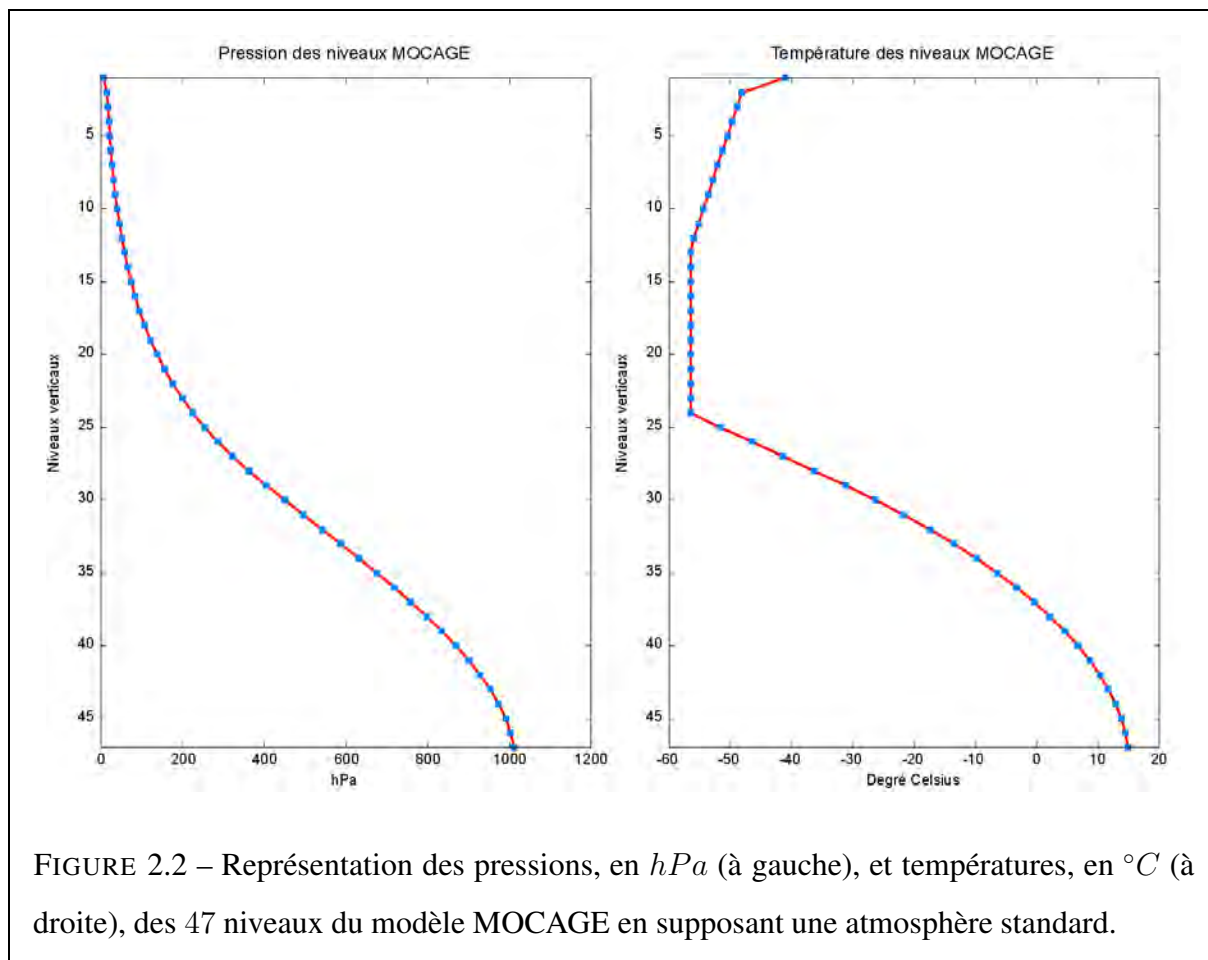 Pression des niveaux MOCAGE
Niveaux verticaux
5
10
15
20
25
30
35
40
45
0 200 400 600 800 1000 1200
hPa
Température des niveaux MOCAGE
Niveaux verticaux
5
10
15
20
25
30
35
40
45
-60 -50 -40 -30 -20 -10 0 10 20
Degré Celsius
FIGURE 2.2 – Représentation des pressions, en hPa (à gauche), et températures, en °C (à
droite), des 47 niveaux du modèle MOCAGE en supposant une atmosphère standard.